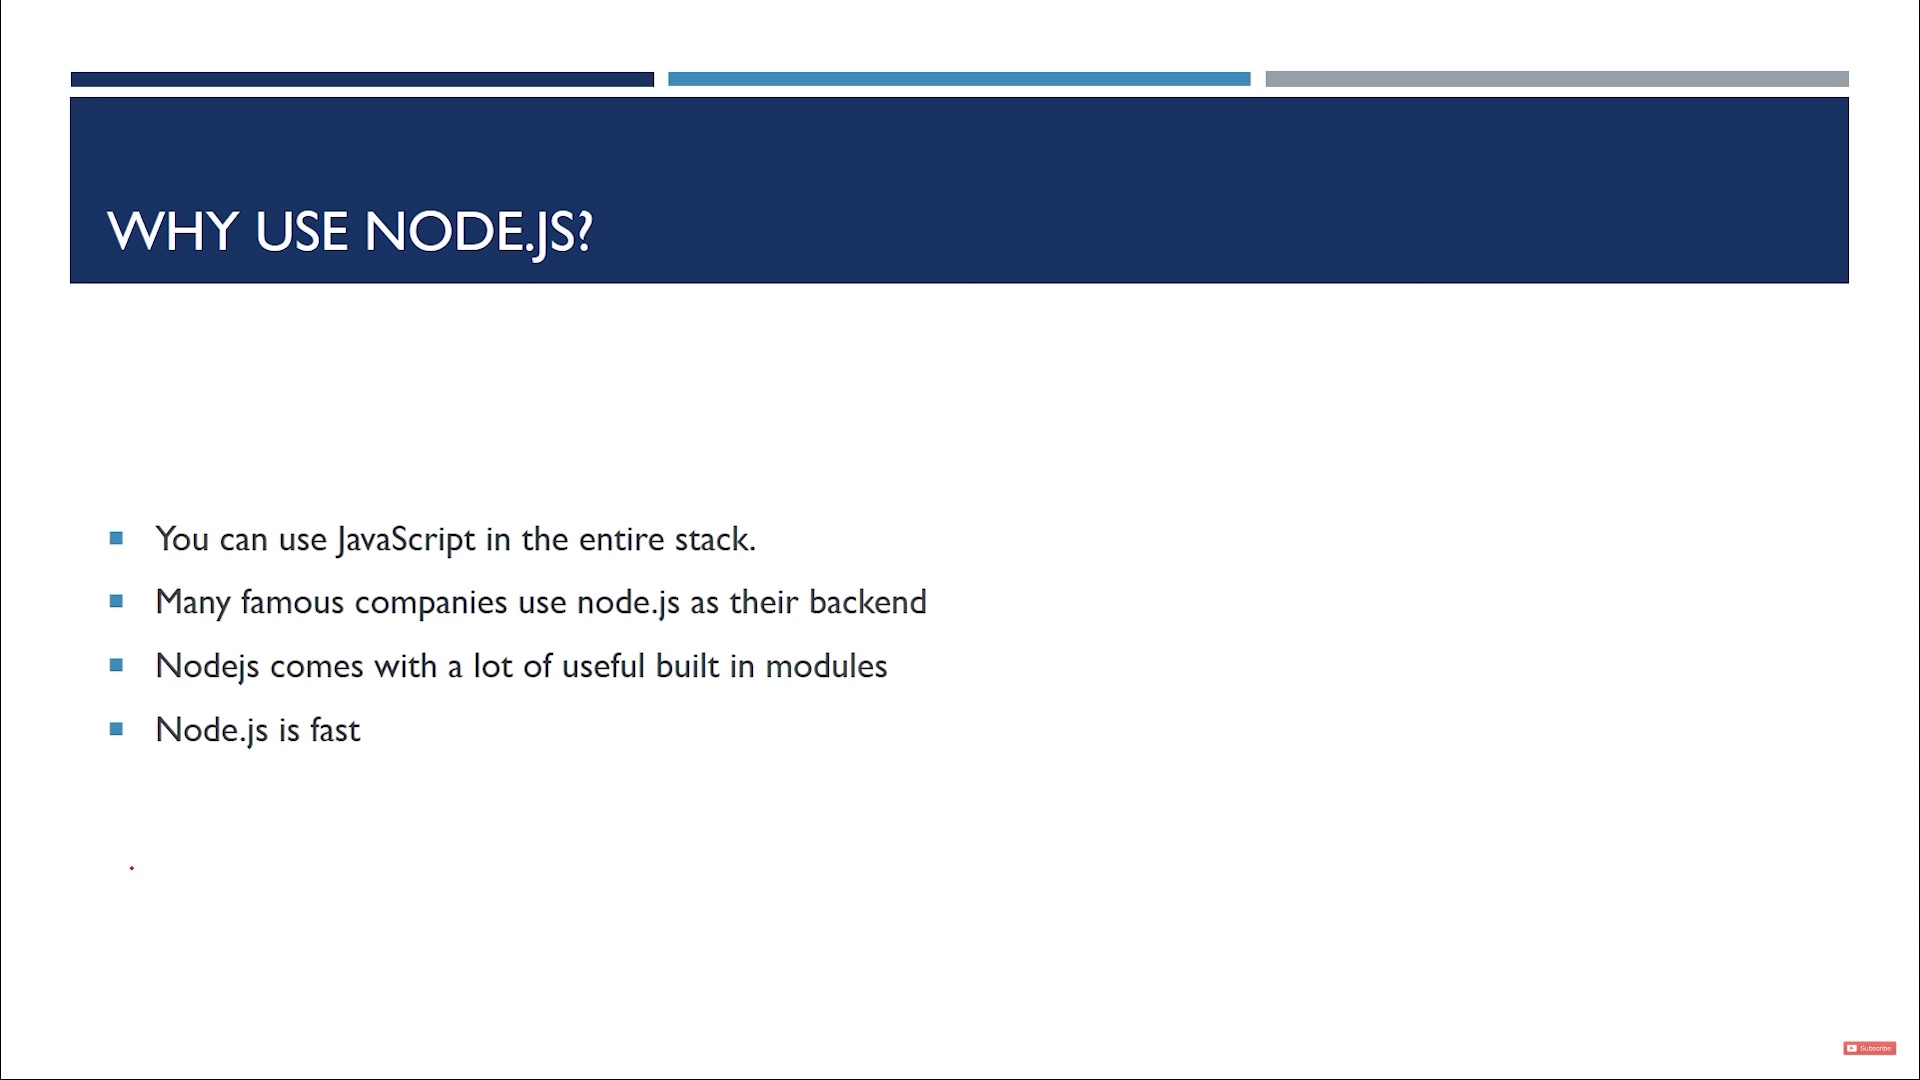 WHY USE NODE.JS?
You can use JavaScript in the entire stack.
Many famous companies use node.js as their backend
Nodejs comes with a lot of useful built in modules
Node.js is fast
Subscribe